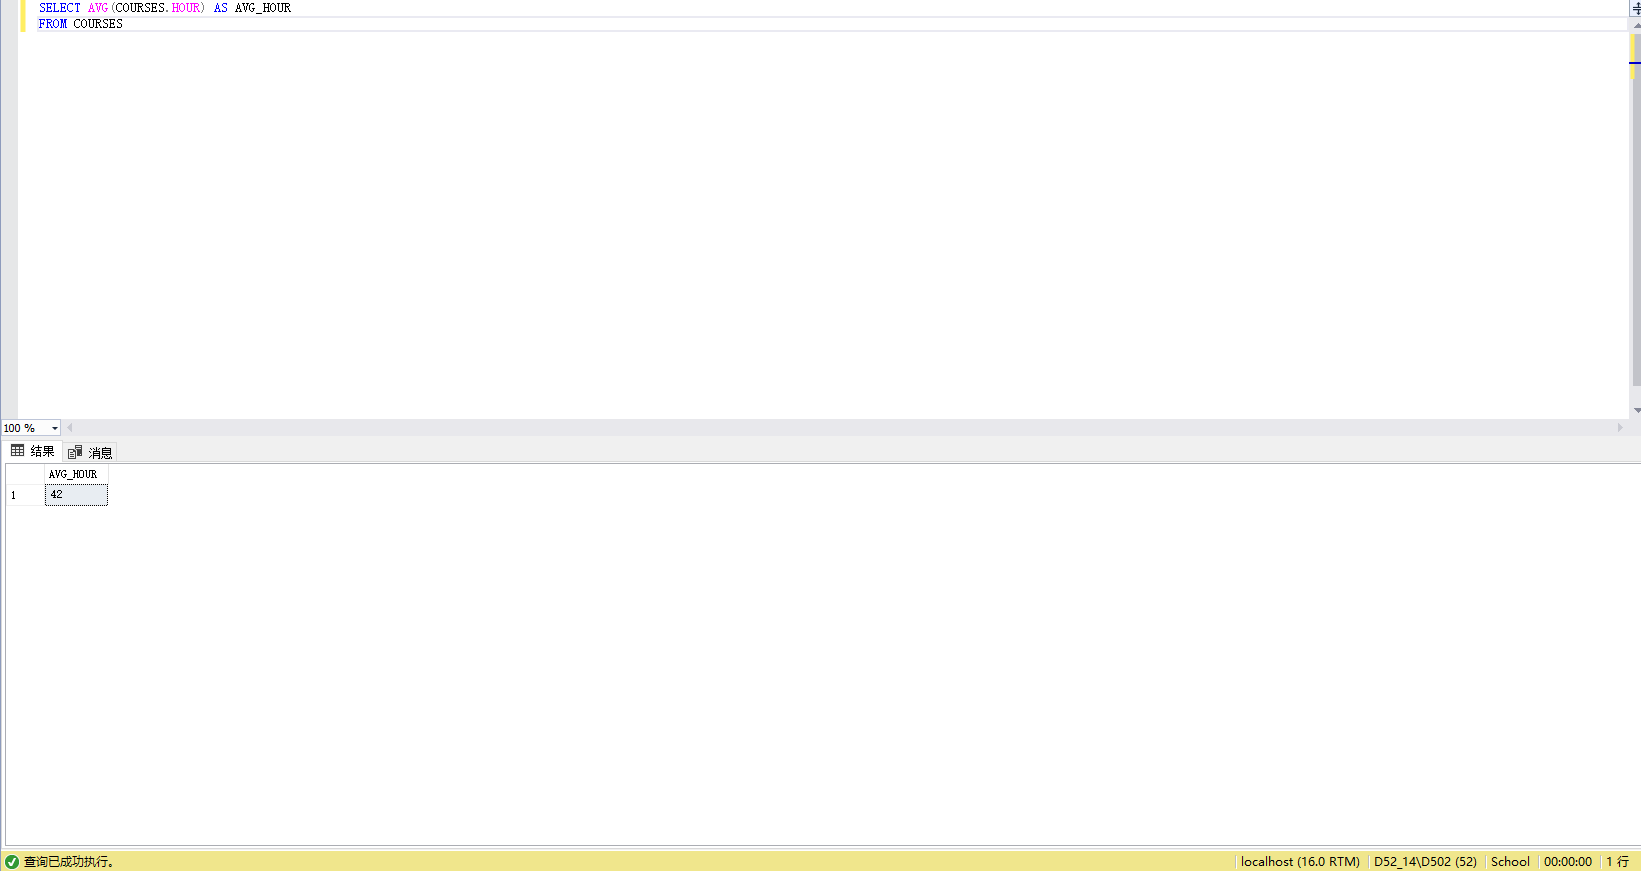 SELECT AVG(COURSES.HOUR) AS AVG_HOUR
FROM COURSES
100 %
结果 消息
AVG_HOUR
1 42
查询已成功执行。 localhost (16.0 RTM) D52_14\D502 (52) School 00:00:00 1 行